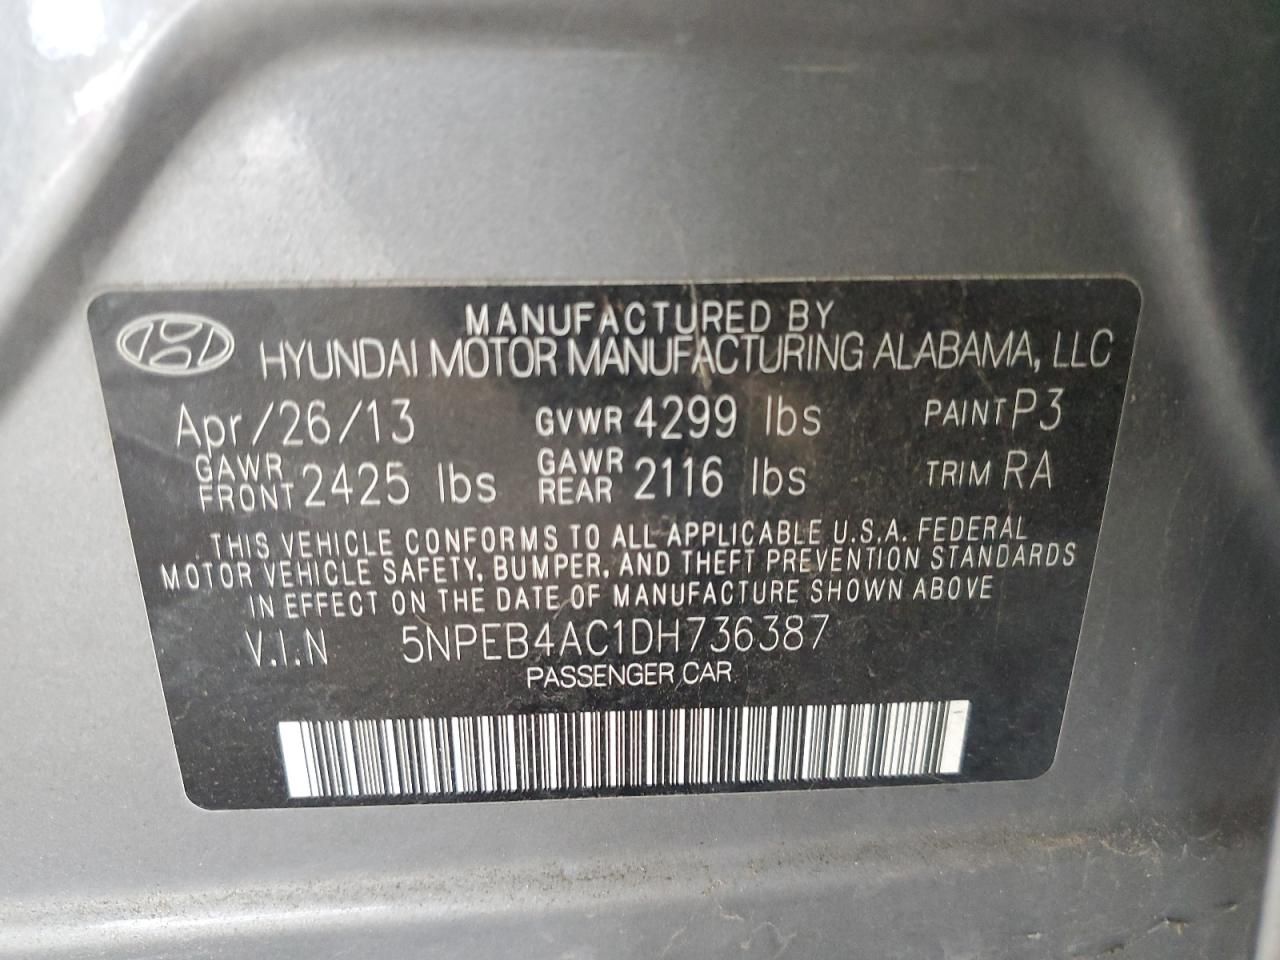 MANUFACTURED BY
HYUNDAI MOTOR MANUFACTURING ALABAMA, LLC
Apr/26/13 GVWR 4299 lbs PAINT P3
GAWR FRONT 2425 lbs GAWR REAR 2116 lbs TRIM RA
THIS VEHICLE CONFORMS TO ALL APPLICABLE U.S.A. FEDERAL
MOTOR VEHICLE SAFETY, BUMPER, AND THEFT PREVENTION STANDARDS
IN EFFECT ON THE DATE OF MANUFACTURE SHOWN ABOVE
V.I.N 5NPEB4AC1DH736387
PASSENGER CAR